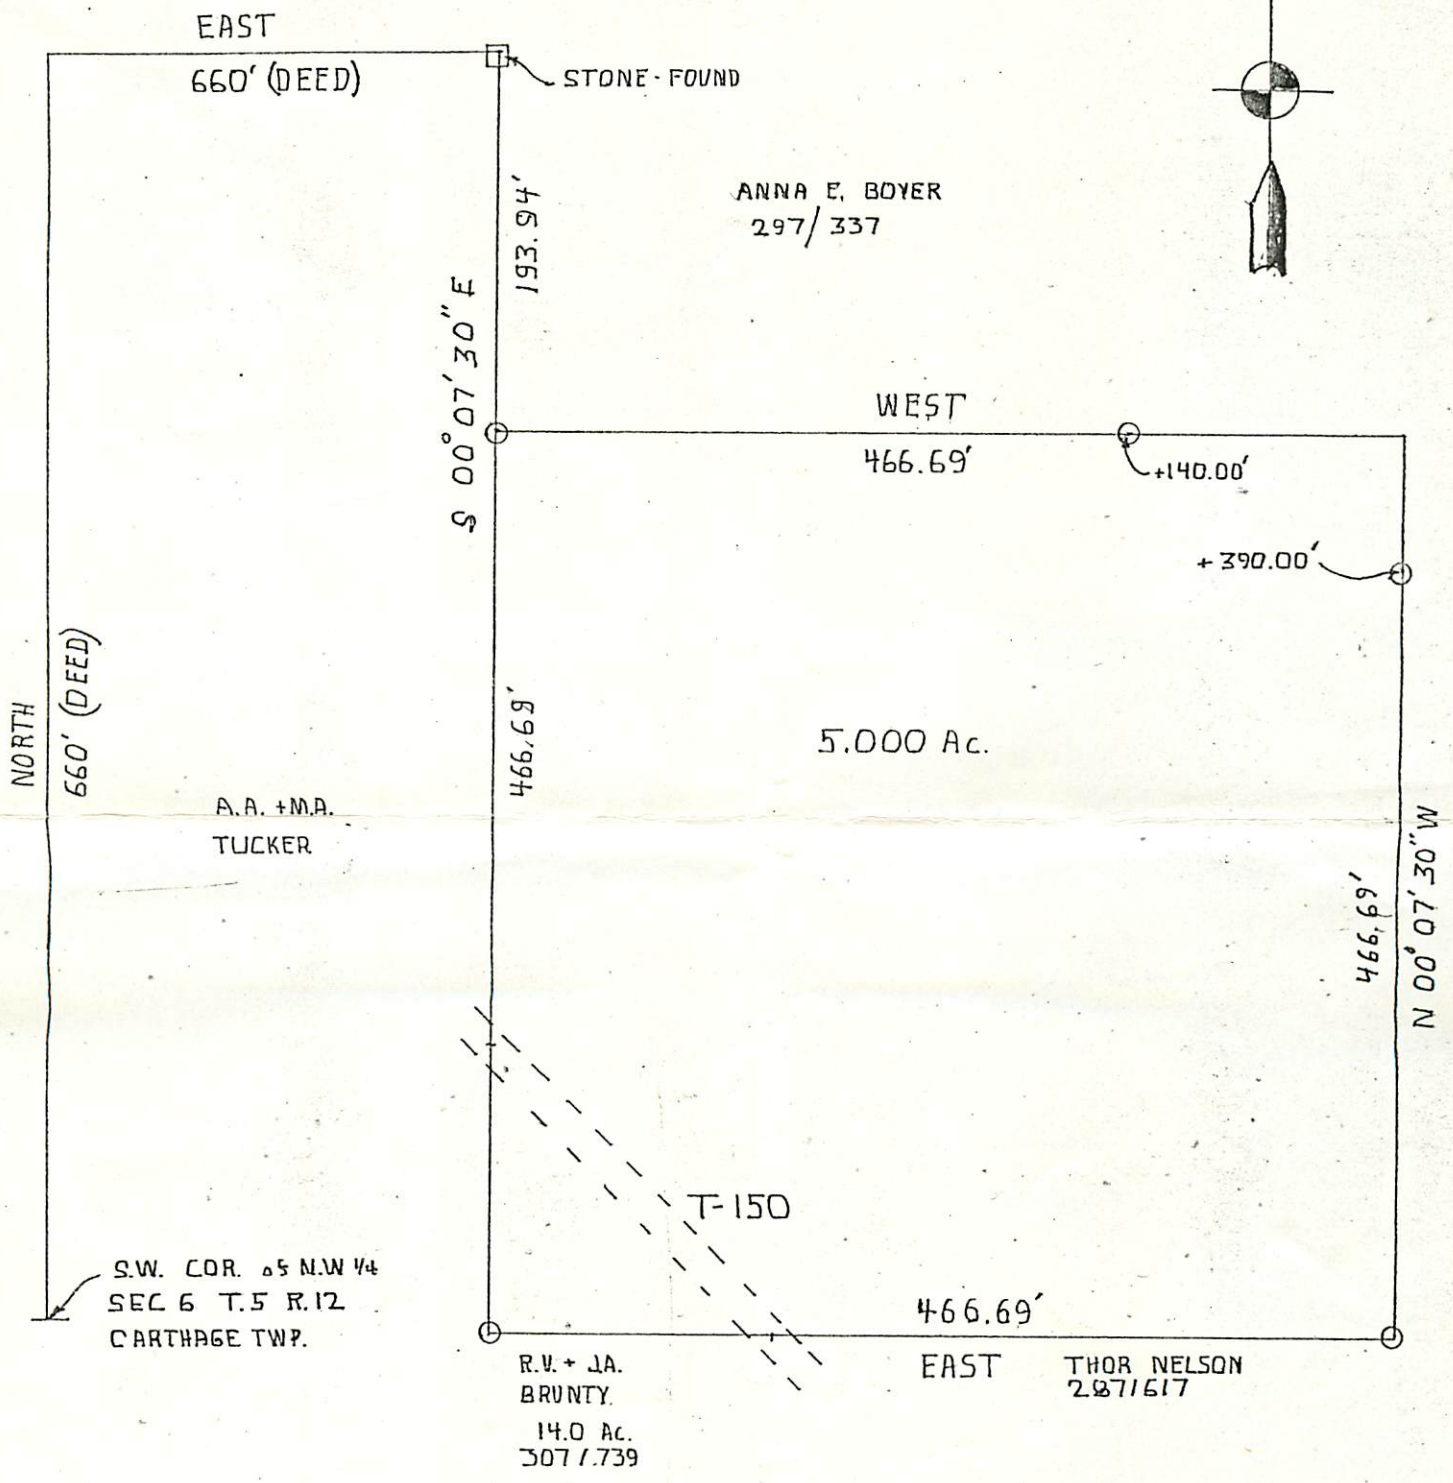 EAST
660' (DEED)
STONE-FOUND
193.94'
ANNA E. BOYER
297/337
S 00° 07' 30" E
WEST
466.69'
+140.00'
+390.00'
466.69'
5.000 Ac.
NORTH
660' (DEED)
A.A. + M.A.
TUCKER
466.69'
N 00° 07' 30" W
T-150
S.W. COR. of N.W 1/4
SEC 6 T.5 R.12
CARTHAGE TWP.
466.69'
EAST
THOR NELSON
287/617
R.V. + J.A.
BRUNTY.
14.0 Ac.
307/.739